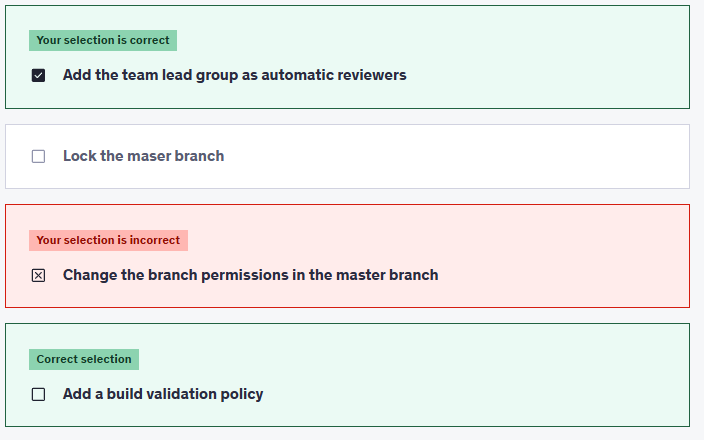 Your selection is correct
Add the team lead group as automatic reviewers
Lock the maser branch
Your selection is incorrect
Change the branch permissions in the master branch
Correct selection
Add a build validation policy